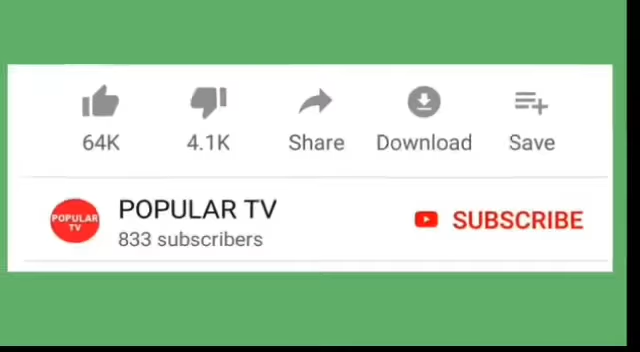 64K 4.1K Share Download Save
POPULAR TV
POPULAR TV
833 subscribers
SUBSCRIBE